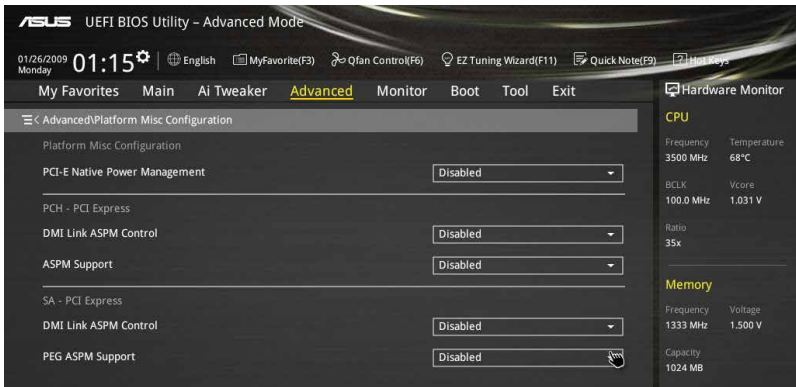 ASUS UEFI BIOS Utility – Advanced Mode
01/26/2009 Monday 01:15 English MyFavorite(F3) Qfan Control(F6) EZ Tuning Wizard(F11) Quick Note(F9) ? Hot Keys
My Favorites Main Ai Tweaker Advanced Monitor Boot Tool Exit
< Advanced\Platform Misc Configuration
Platform Misc Configuration
PCI-E Native Power Management Disabled
PCH - PCI Express
DMI Link ASPM Control Disabled
ASPM Support Disabled
SA - PCI Express
DMI Link ASPM Control Disabled
PEG ASPM Support Disabled
Hardware Monitor
CPU
Frequency Temperature
3500 MHz 68°C
BCLK Vcore
100.0 MHz 1.031 V
Ratio
35x
Memory
Frequency Voltage
1333 MHz 1.500 V
Capacity
1024 MB